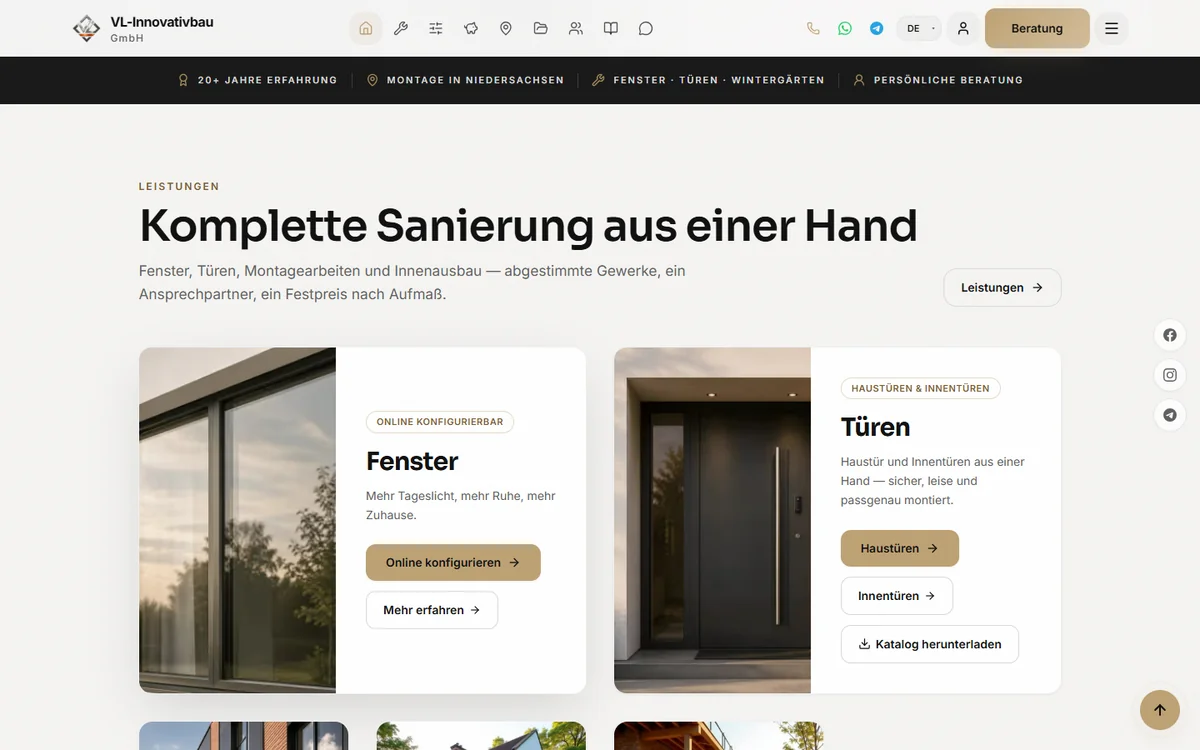 VL-Innovativbau
GmbH
DE
Beratung
20+ JAHRE ERFAHRUNG
MONTAGE IN NIEDERSACHSEN
FENSTER · TÜREN · WINTERGÄRTEN
PERSÖNLICHE BERATUNG
LEISTUNGEN
Komplette Sanierung aus einer Hand
Fenster, Türen, Montagearbeiten und Innenausbau — abgestimmte Gewerke, ein
Ansprechpartner, ein Festpreis nach Aufmaß.
Leistungen
ONLINE KONFIGURIERBAR
Fenster
Mehr Tageslicht, mehr Ruhe, mehr
Zuhause.
Online konfigurieren
Mehr erfahren
HAUSTÜREN & INNENTÜREN
Türen
Haustür und Innentüren aus einer
Hand — sicher, leise und
passgenau montiert.
Haustüren
Innentüren
Katalog herunterladen